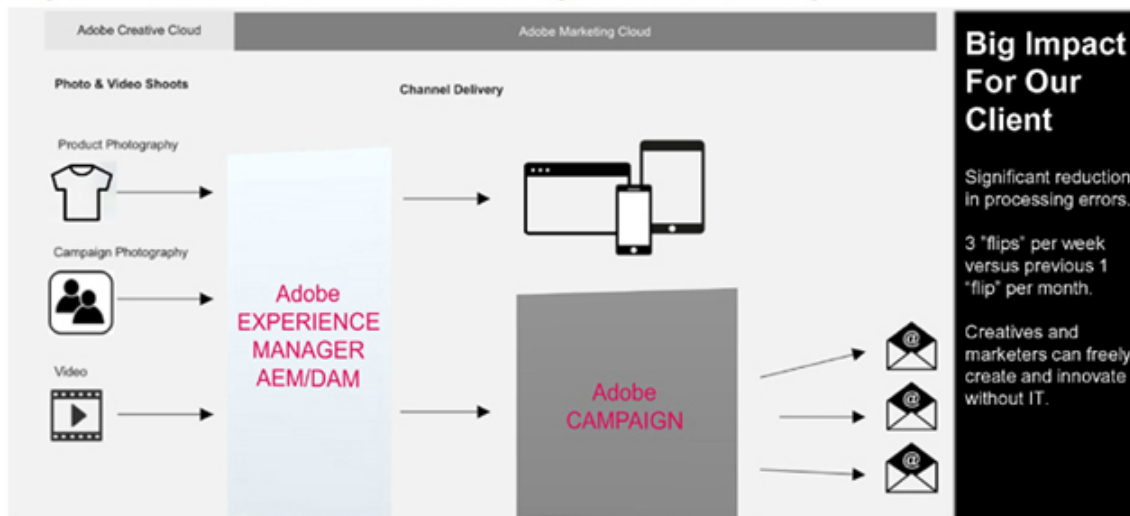 Adobe Creative Cloud
Adobe Marketing Cloud
Photo & Video Shoots
Channel Delivery
Product Photography
Campaign Photography
Video
Adobe
EXPERIENCE
MANAGER
AEM/DAM
Adobe
CAMPAIGN
@
@
@
Big Impact
For Our
Client
Significant reduction
in processing errors.
3 "flips" per week
versus previous 1
"flip" per month.
Creatives and
marketers can freely
create and innovate
without IT.